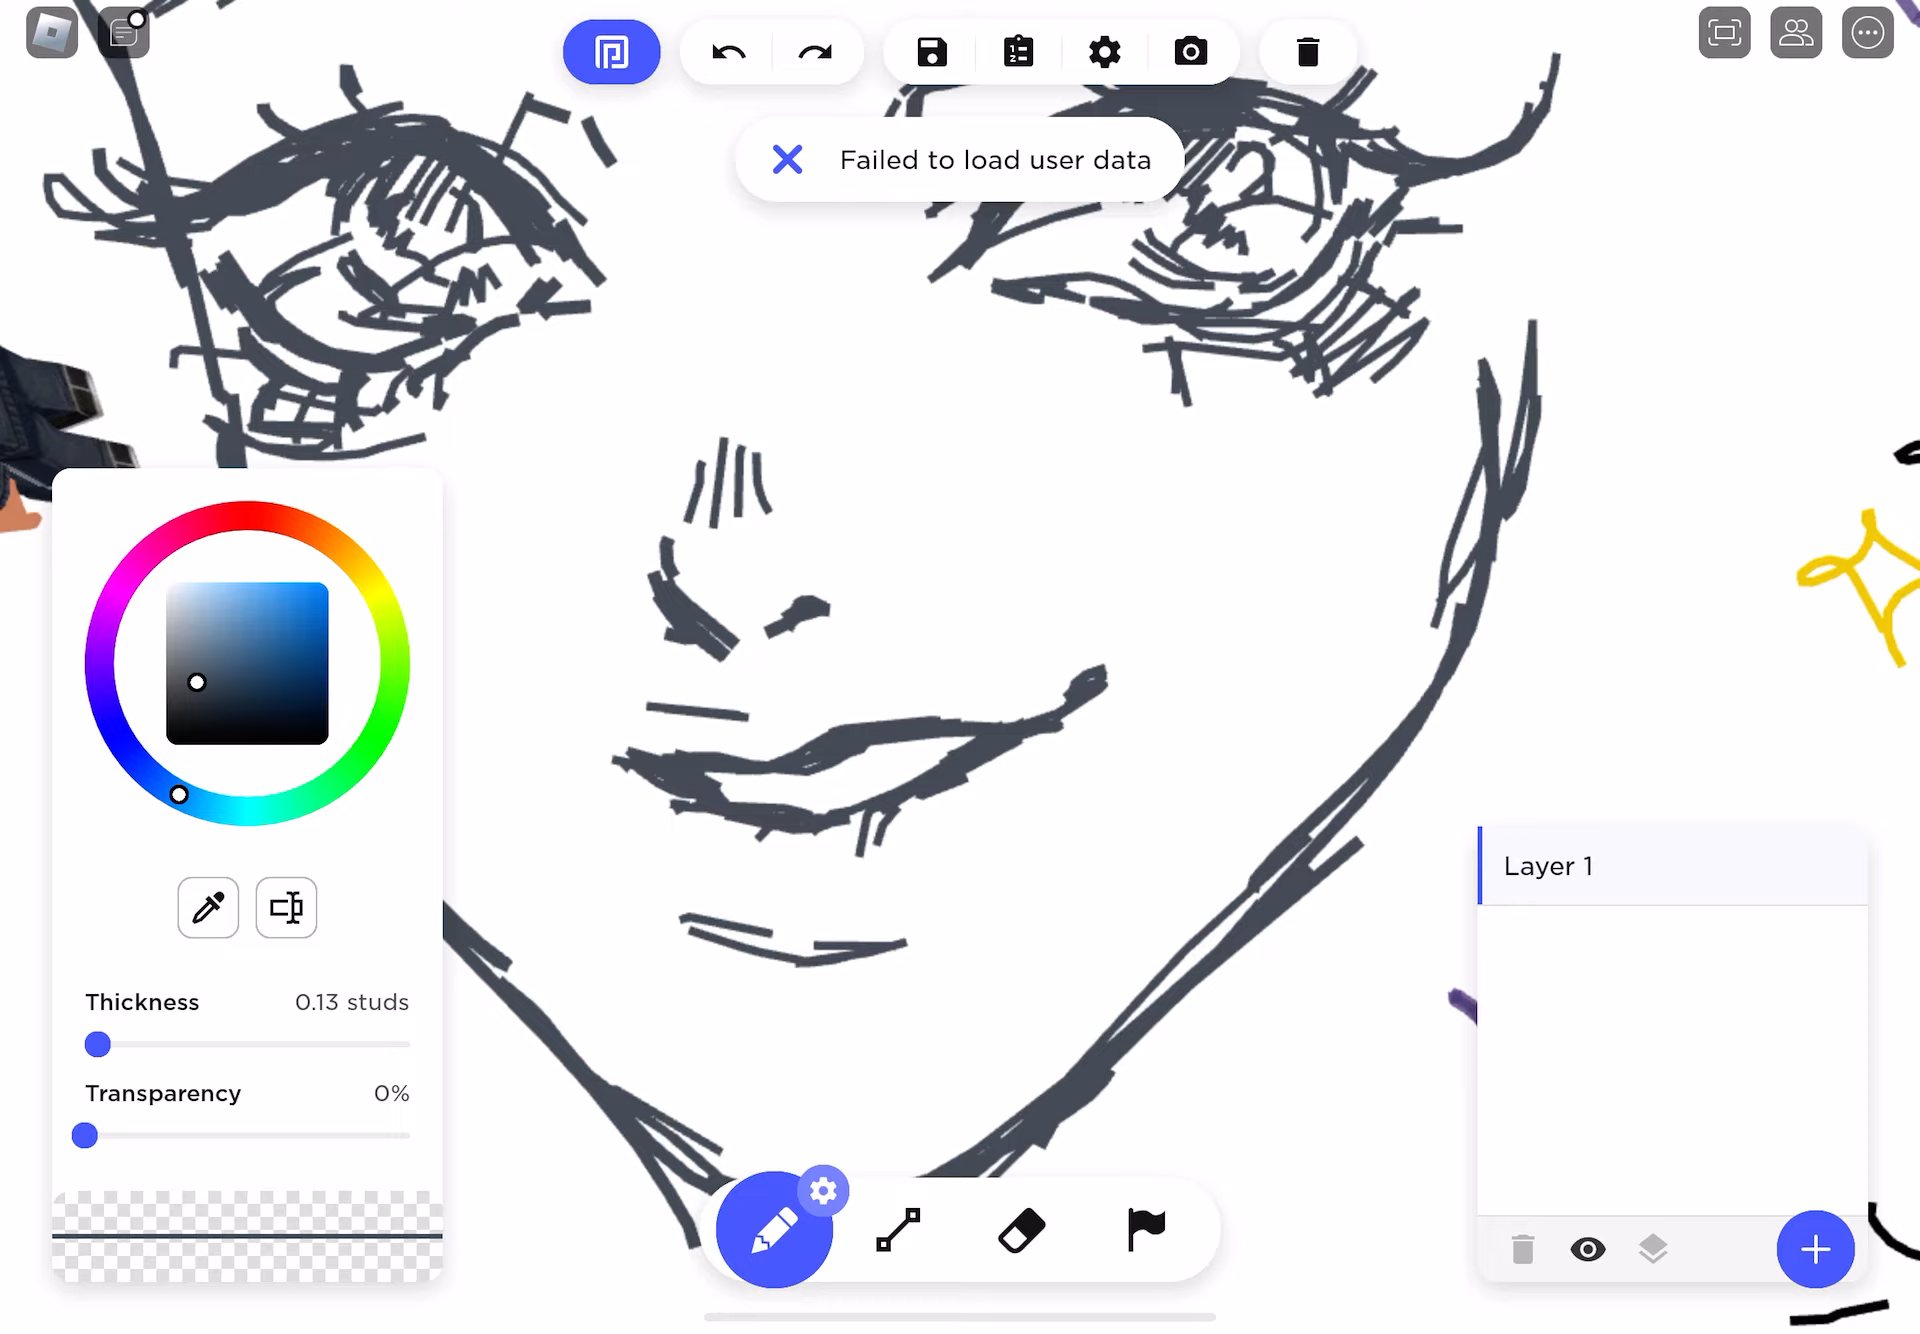 Failed to load user data
Thickness 0.13 studs
Transparency 0%
Layer 1